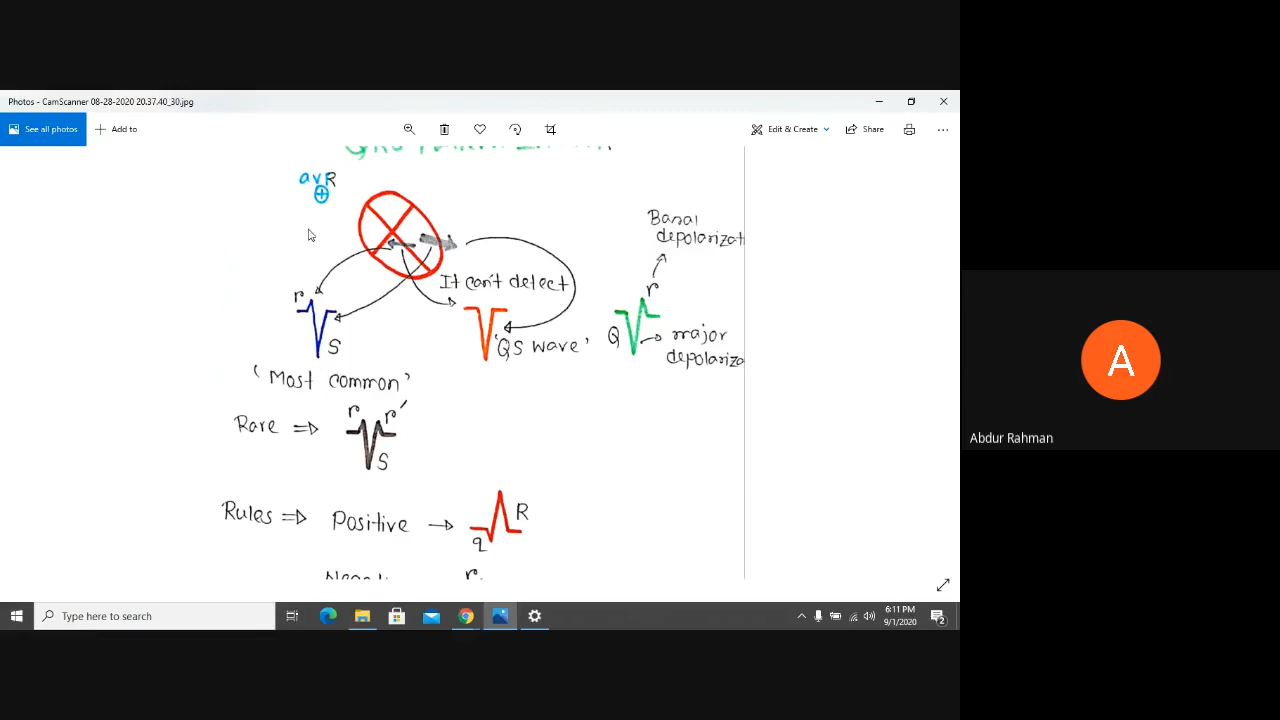 Photos - CamScanner 08-28-2020 20.37.40_30.jpg
See all photos
Add to
Edit & Create
Share
avR
Basal
depolarizati
r
It can't detect
r
S
'QS wave'
Q
major
depolariza
'Most common'
Rare ⇒
r
r′
S
Rules ⇒ Positive →
R
q
r
A
Abdur Rahman
Type here to search
6:11 PM
9/1/2020
2